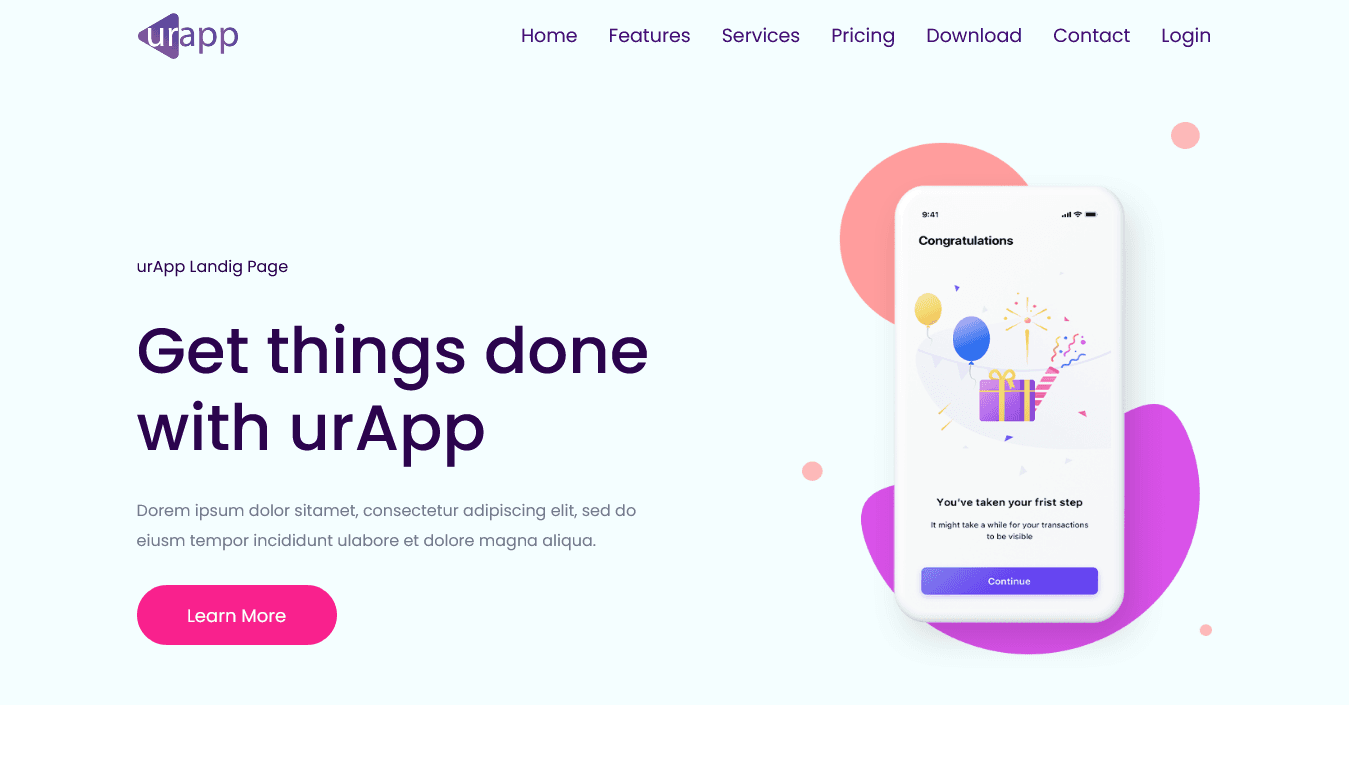 urapp
Home Features Services Pricing Download Contact Login
urApp Landig Page
Get things done
with urApp
Dorem ipsum dolor sitamet, consectetur adipiscing elit, sed do
eiusm tempor incididunt ulabore et dolore magna aliqua.
Learn More
9:41
Congratulations
You've taken your frist step
It might take a while for your transactions
to be visible
Continue